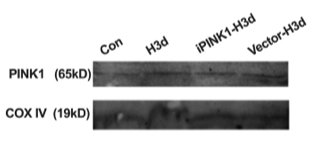 Con H3d iPINK1-H3d Vector-H3d
PINK1 (65kD)
COX IV (19kD)